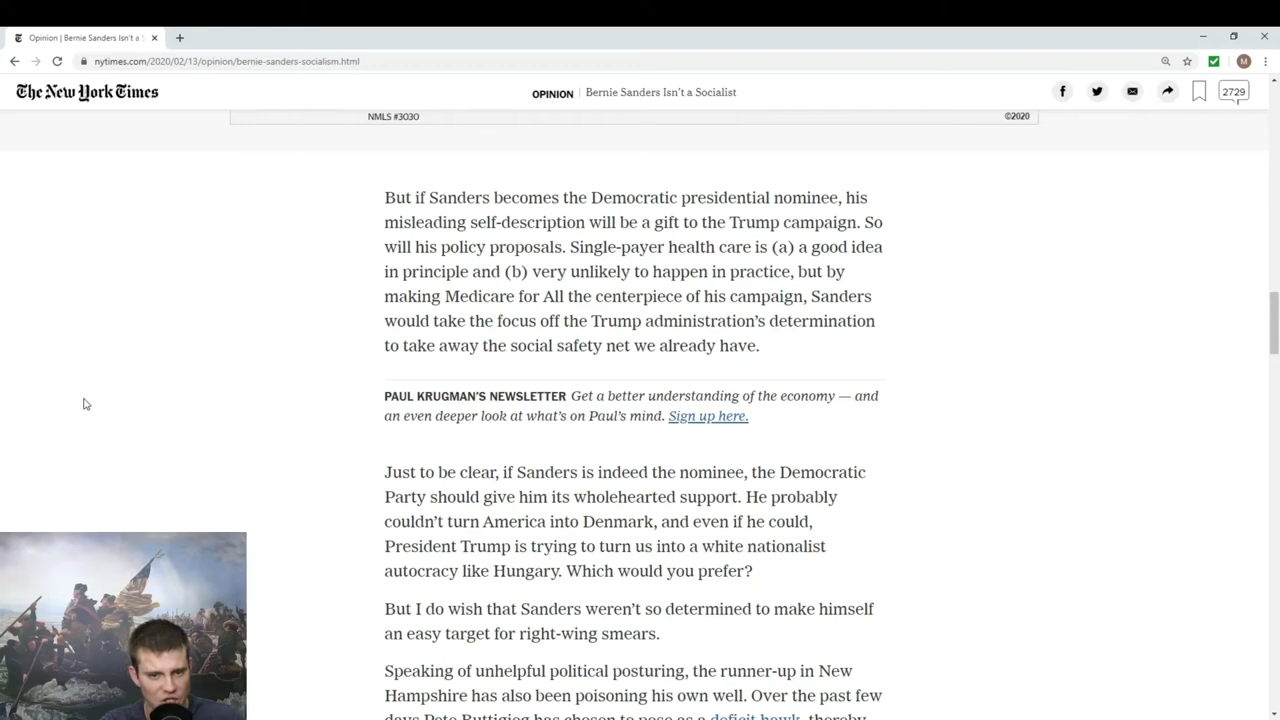 Opinion | Bernie Sanders Isn't a S
nytimes.com/2020/02/13/opinion/bernie-sanders-socialism.html
The New York Times
OPINION | Bernie Sanders Isn't a Socialist
2729
NMLS #3030
©2020
But if Sanders becomes the Democratic presidential nominee, his
misleading self-description will be a gift to the Trump campaign. So
will his policy proposals. Single-payer health care is (a) a good idea
in principle and (b) very unlikely to happen in practice, but by
making Medicare for All the centerpiece of his campaign, Sanders
would take the focus off the Trump administration's determination
to take away the social safety net we already have.
PAUL KRUGMAN'S NEWSLETTER Get a better understanding of the economy — and
an even deeper look at what's on Paul's mind. Sign up here.
Just to be clear, if Sanders is indeed the nominee, the Democratic
Party should give him its wholehearted support. He probably
couldn't turn America into Denmark, and even if he could,
President Trump is trying to turn us into a white nationalist
autocracy like Hungary. Which would you prefer?
But I do wish that Sanders weren't so determined to make himself
an easy target for right-wing smears.
Speaking of unhelpful political posturing, the runner-up in New
Hampshire has also been poisoning his own well. Over the past few
days Pete Buttigieg has chosen to pose as a deficit hawk, thereby